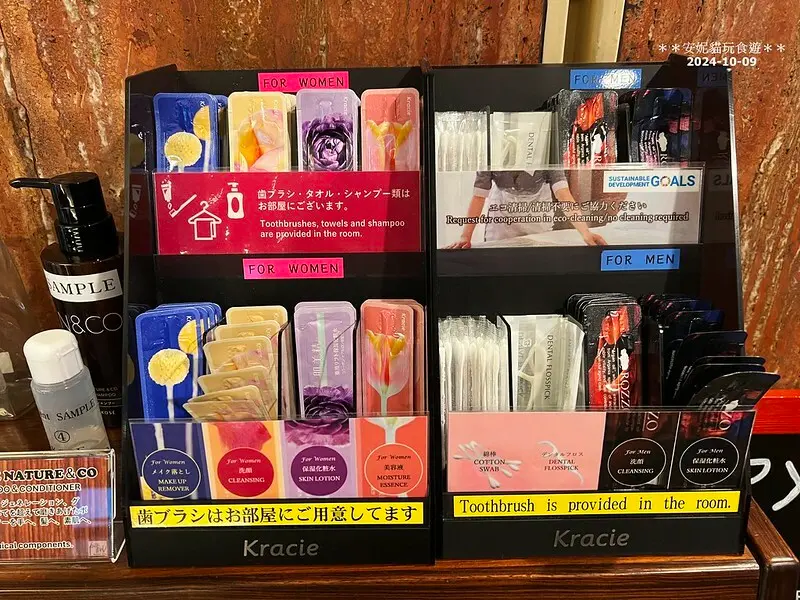 **安妮貓玩食遊**
2024-10-09
FOR WOMEN
FOR MEN
歯ブラシ・タオル・シャンプー類は
お部屋にございます。
Toothbrushes, towels and shampoo
are provided in the room.
SUSTAINABLE
DEVELOPMENT GOALS
エコ清掃/清掃不要にご協力ください
Request for cooperation in eco-cleaning/no cleaning required
FOR WOMEN
FOR MEN
SAMPLE
&CO
SAMPLE
④
DENTAL
DENTAL FLOSSPICK
For Women
メイク落とし
MAKE UP
REMOVER
For Women
洗顔
CLEANSING
For Women
保湿化粧水
SKIN LOTION
For Women
美容液
MOISTURE
ESSENCE
綿棒
COTTON
SWAB
デンタルフロス
DENTAL
FLOSSPICK
For Men
洗顔
CLEANSING
For Men
保湿化粧水
SKIN LOTION
歯ブラシはお部屋にご用意してます
Toothbrush is provided in the room.
Kracie
Kracie
NATURE & CO
& CONDITIONER